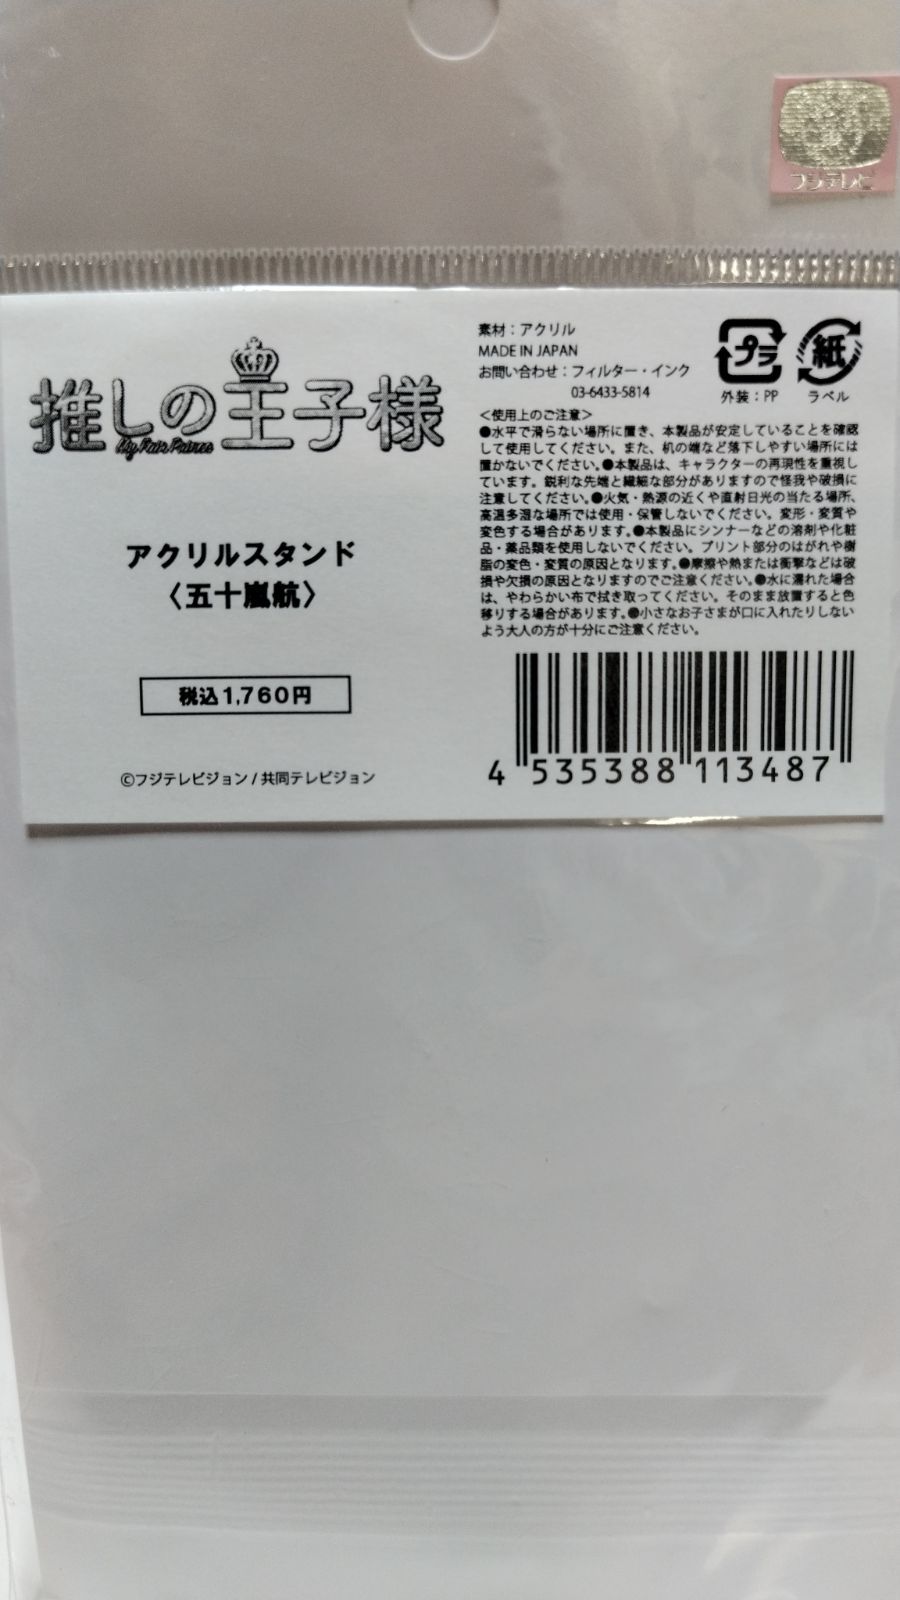 フジテレビ
推しの王子様
My Fair Prince
アクリルスタンド
〈五十嵐航〉
税込1,760円
©フジテレビジョン / 共同テレビジョン
素材：アクリル
MADE IN JAPAN
お問い合わせ：フィルター・インク
03-6433-5814
プラ
外装：PP
紙
ラベル
＜使用上のご注意＞
●水平で滑らない場所に置き、本製品が安定していることを確認
して使用してください。また、机の端など落下しやすい場所には
置かないでください。●本製品は、キャラクターの再現性を重視し
ています。鋭利な先端と繊細な部分がありますので怪我や破損に
注意してください。●火気・熱源の近くや直射日光の当たる場所、
高温多湿な場所では使用・保管しないでください。変形・変質や
変色する場合があります。●本製品にシンナーなどの溶剤や化粧
品・薬品類を使用しないでください。プリント部分のはがれや樹
脂の変色・変質の原因となります。●摩擦や熱または衝撃などは破
損や欠損の原因となりますのでご注意ください。●水に濡れた場合
は、やわらかい布で拭き取ってください。そのまま放置すると色
移りする場合があります。●小さなお子さまが口に入れたりしない
よう大人の方が十分にご注意ください。
4 535388 113487